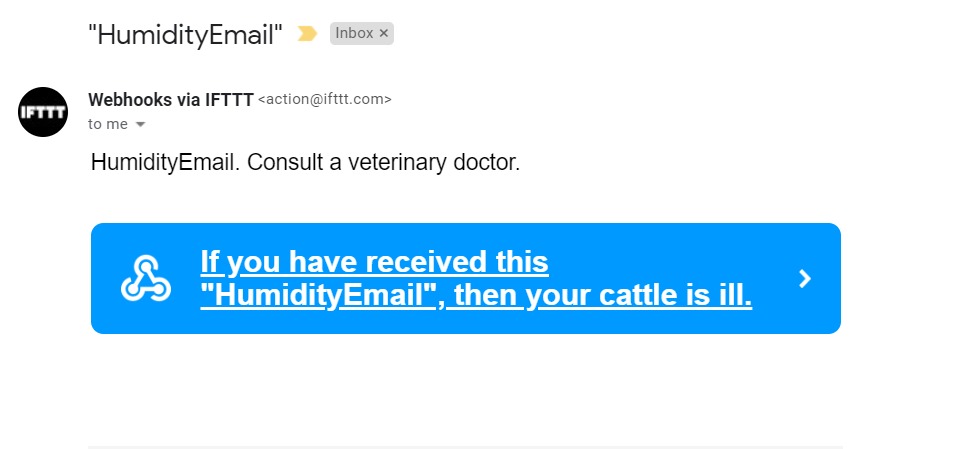 "HumidityEmail"
Inbox ×
IFTTT
Webhooks via IFTTT <action@ifttt.com>
to me
HumidityEmail. Consult a veterinary doctor.
If you have received this
"HumidityEmail", then your cattle is ill.